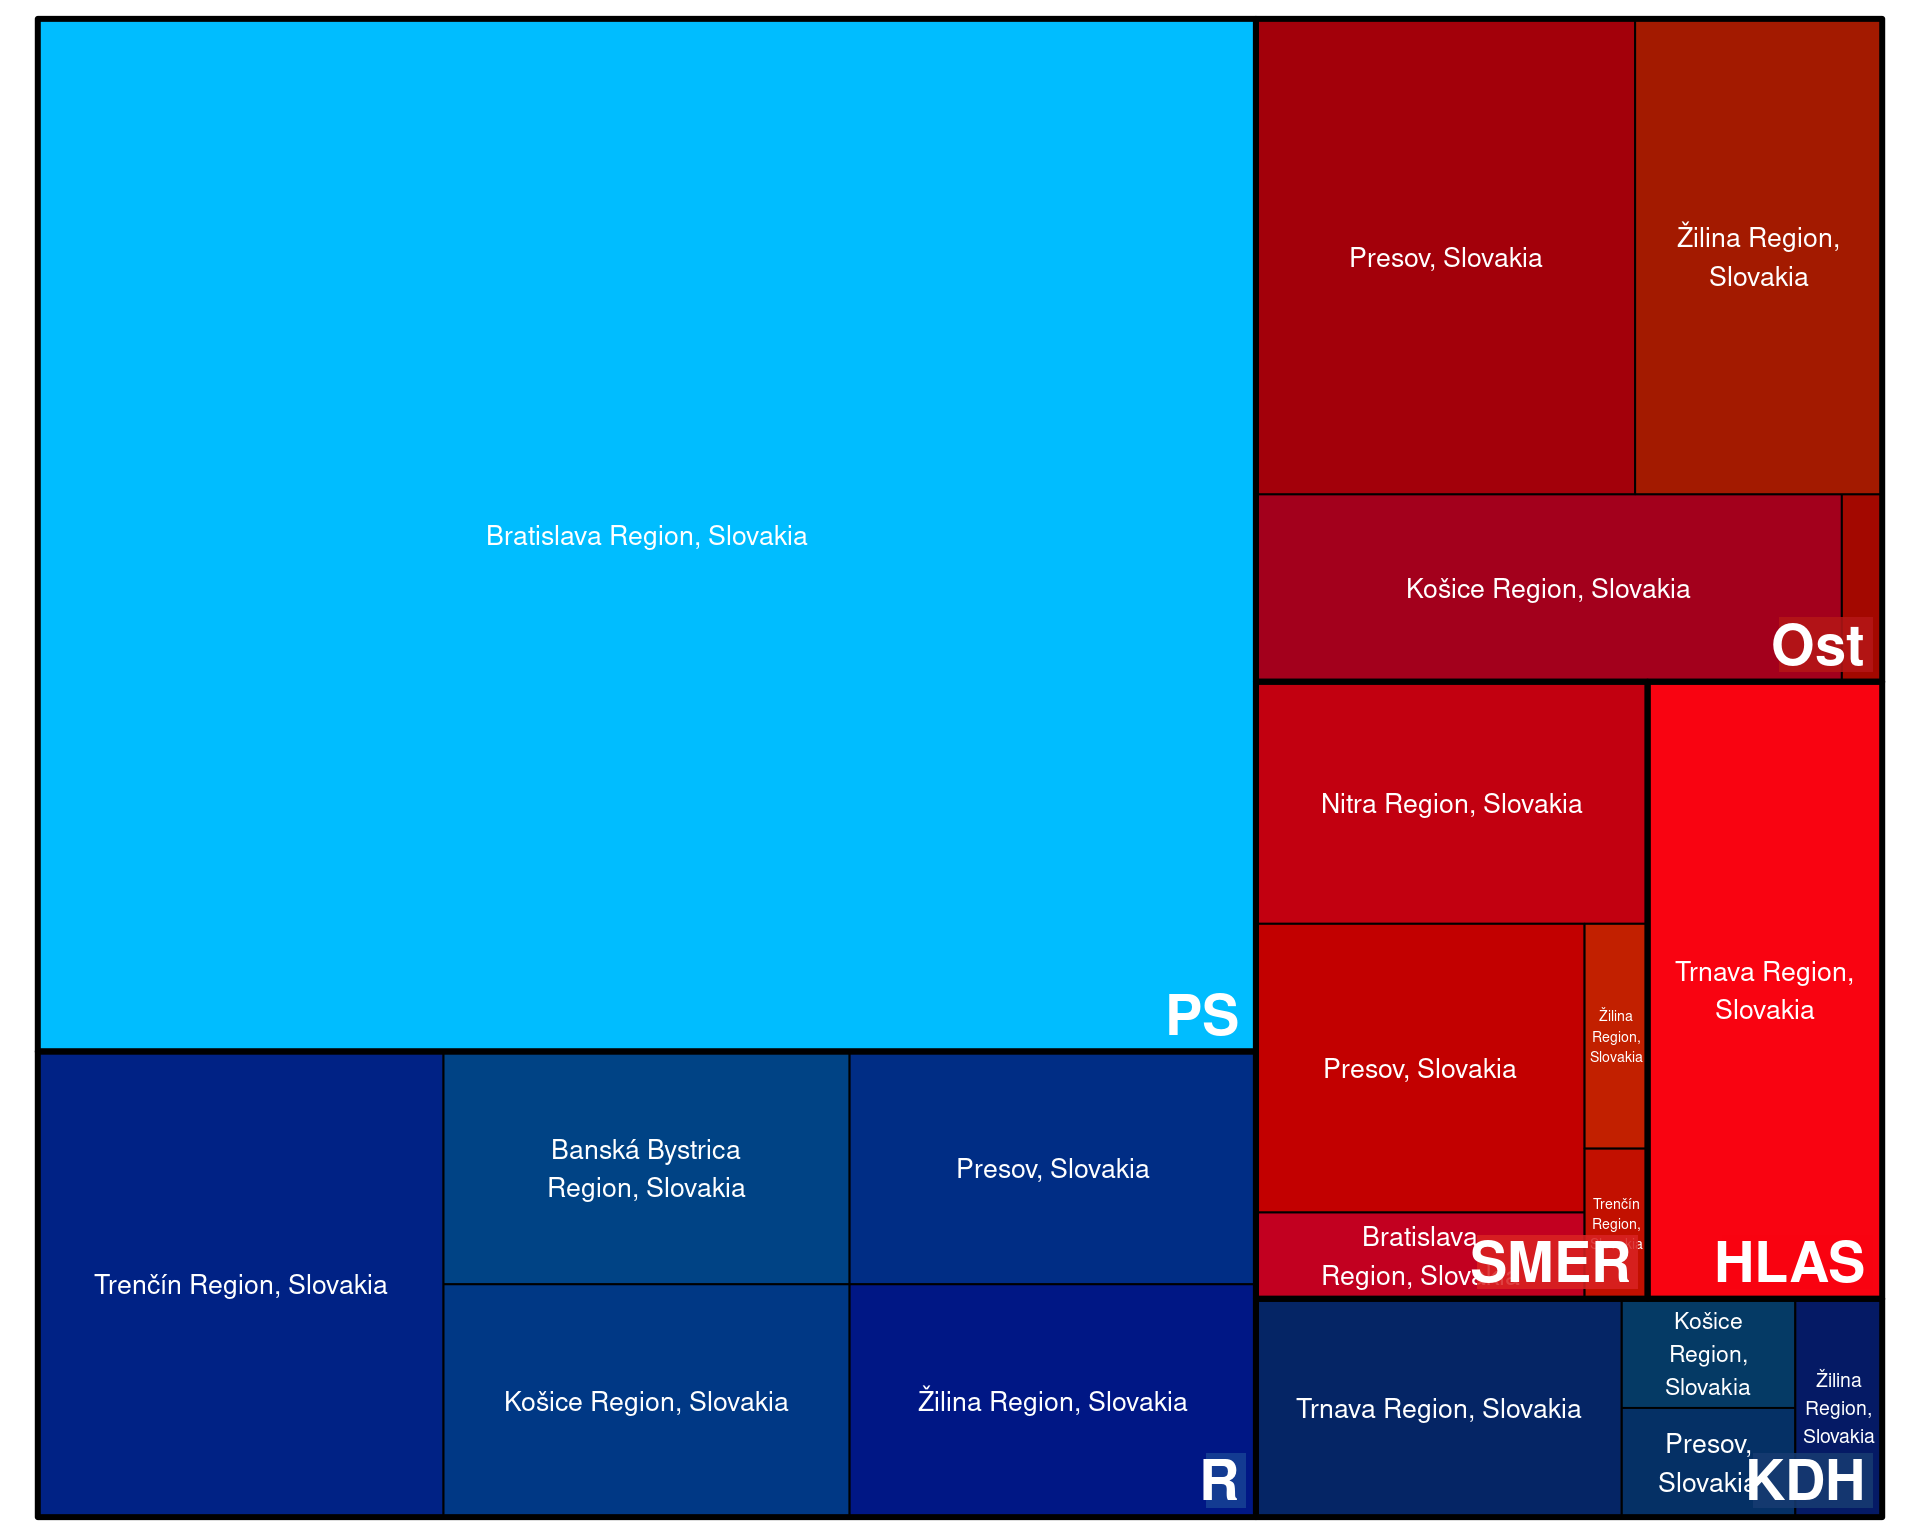 Bratislava Region, Slovakia
PS
Presov, Slovakia
Žilina Region,
Slovakia
Košice Region, Slovakia
Ost
Nitra Region, Slovakia
Presov, Slovakia
Žilina
Region,
Slovakia
Trenčín
Region,
Bratislava
Region, Slovakia
SMER
Trnava Region,
Slovakia
HLAS
Trenčín Region, Slovakia
Banská Bystrica
Region, Slovakia
Presov, Slovakia
Košice Region, Slovakia
Žilina Region, Slovakia
R
Trnava Region, Slovakia
Košice
Region,
Slovakia
Presov,
Slovakia
Žilina
Region,
Slovakia
KDH